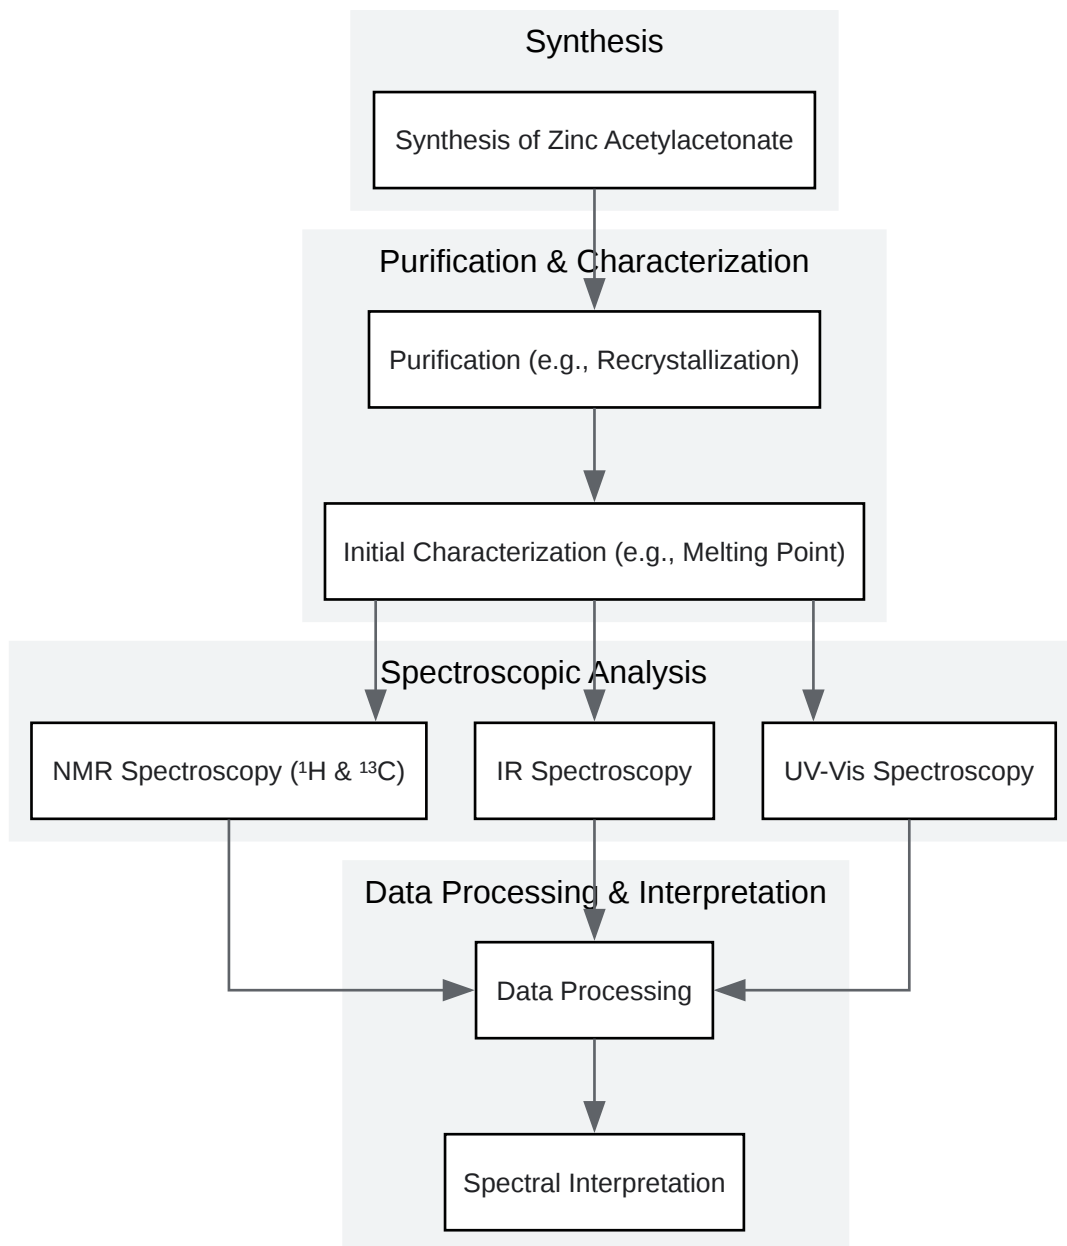 Synthesis
Synthesis of Zinc Acetylacetonate
Purification & Characterization
Purification (e.g., Recrystallization)
Initial Characterization (e.g., Melting Point)
Spectroscopic Analysis
NMR Spectroscopy (¹H & ¹³C)
IR Spectroscopy
UV-Vis Spectroscopy
Data Processing & Interpretation
Data Processing
Spectral Interpretation